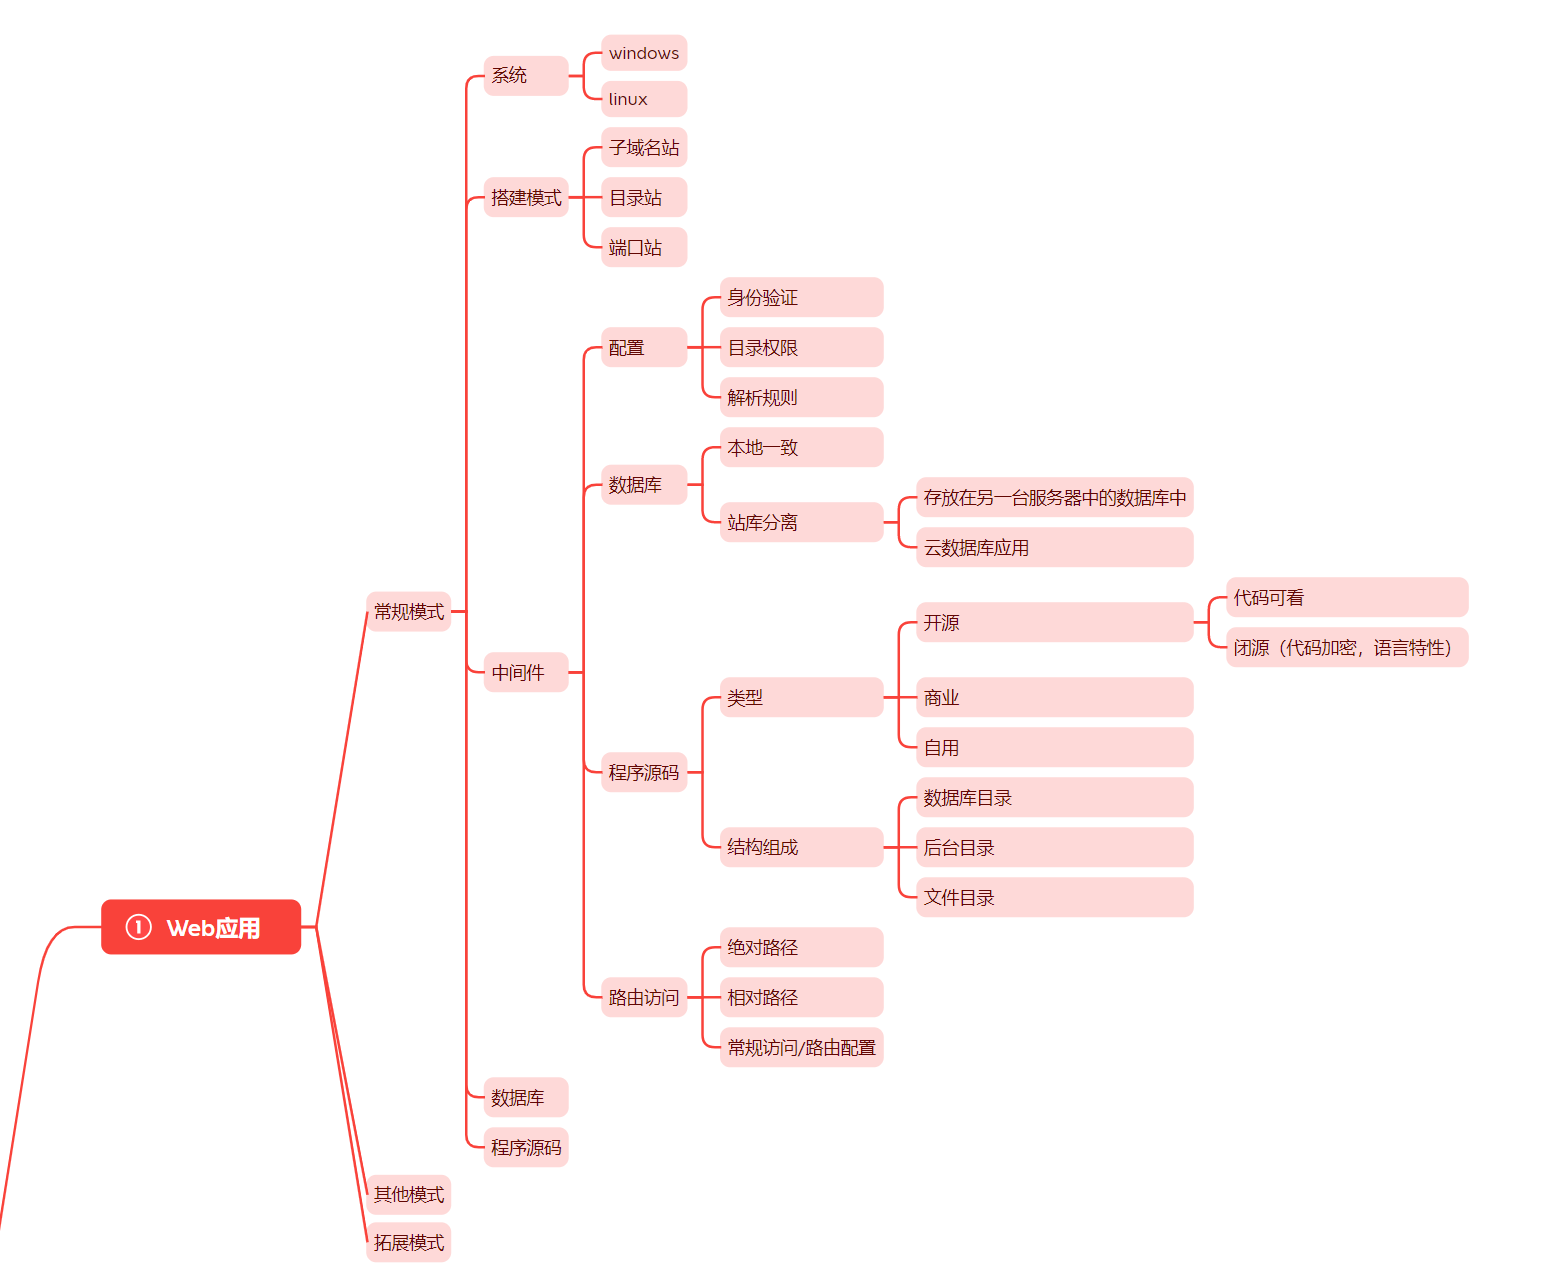 windows
系统
linux
子域名站
搭建模式
目录站
端口站
身份验证
配置
目录权限
解析规则
本地一致
数据库
存放在另一台服务器中的数据库中
站库分离
云数据库应用
代码可看
常规模式
开源
闭源（代码加密，语言特性）
中间件
类型
商业
自用
程序源码
数据库目录
结构组成
后台目录
文件目录
① Web应用
绝对路径
路由访问
相对路径
常规访问/路由配置
数据库
程序源码
其他模式
拓展模式